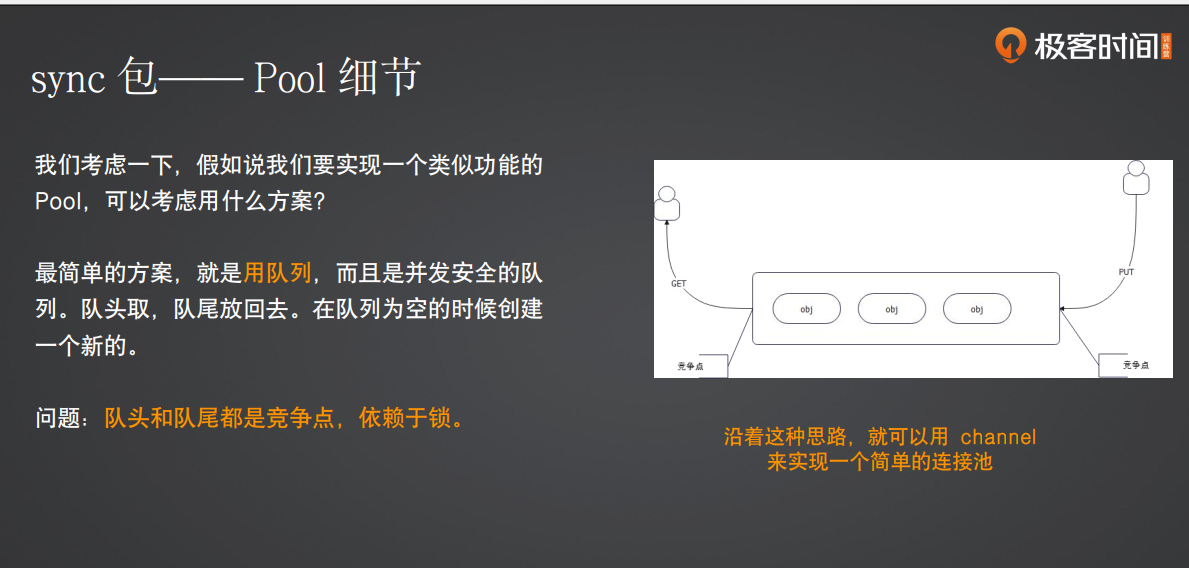 极客时间
训练营
sync 包—— Pool 细节
我们考虑一下，假如说我们要实现一个类似功能的
Pool，可以考虑用什么方案？
最简单的方案，就是用队列，而且是并发安全的队
列。队头取，队尾放回去。在队列为空的时候创建
一个新的。
问题：队头和队尾都是竞争点，依赖于锁。
GET
PUT
obj
obj
obj
竞争点
竞争点
沿着这种思路，就可以用 channel
来实现一个简单的连接池